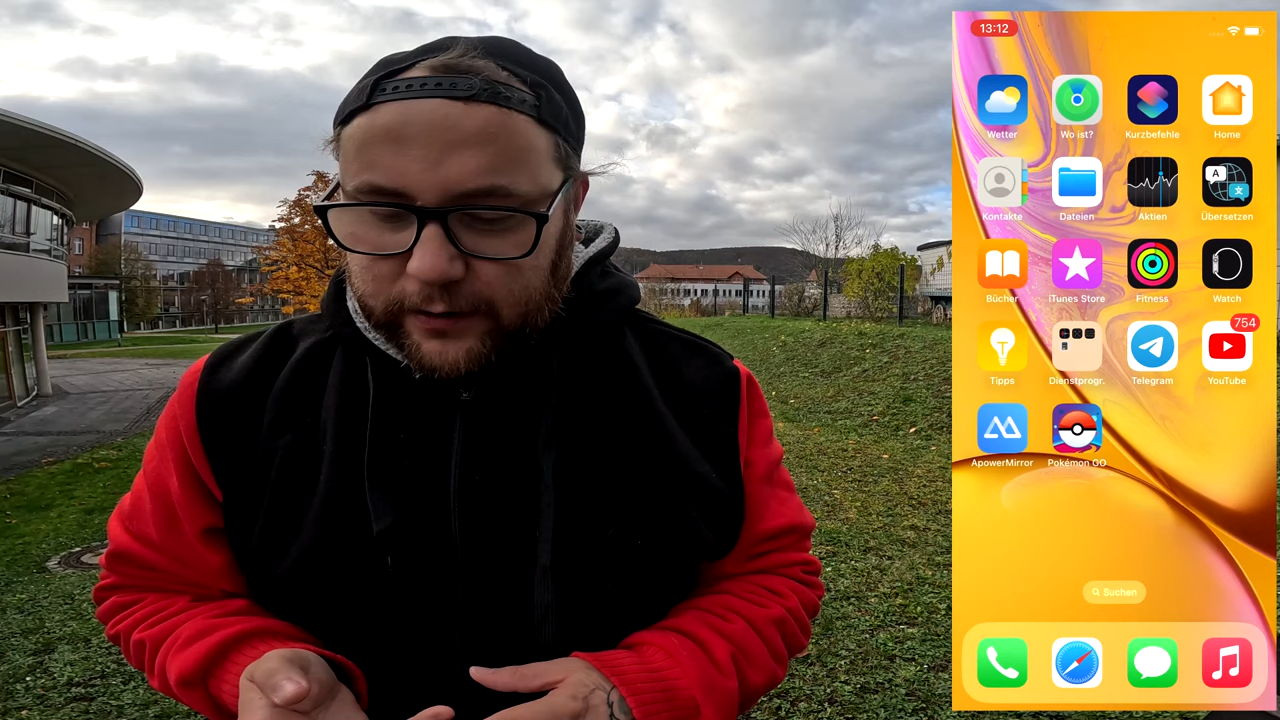 13:12
Wetter
Wo ist?
Kurzbefehle
Home
Kontakte
Dateien
Aktien
A
文
Übersetzen
Bücher
iTunes Store
Fitness
Watch
754
Tipps
Dienstprogr.
Telegram
YouTube
ApowerMirror
Pokémon GO
Suchen